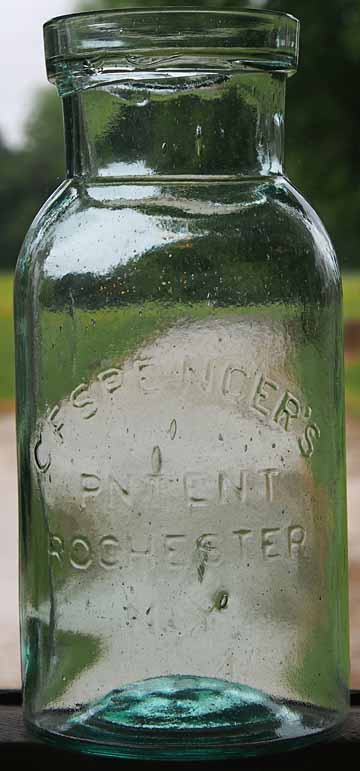 C.F. SPENCER'S
PATENT
ROCHESTER
N.Y.